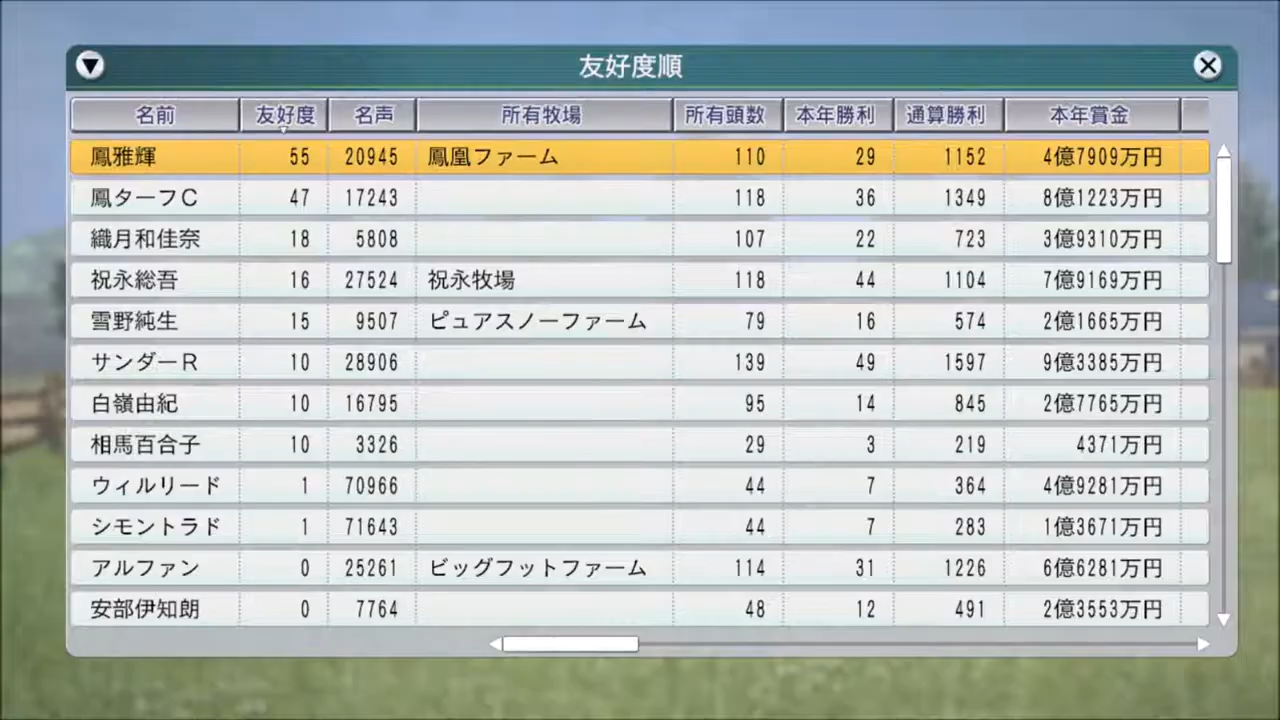 友好度順
名前 友好度 名声 所有牧場 所有頭数 本年勝利 通算勝利 本年賞金
鳳雅輝 55 20945 鳳凰ファーム 110 29 1152 4億7909万円
鳳ターフC 47 17243 118 36 1349 8億1223万円
織月和佳奈 18 5808 107 22 723 3億9310万円
祝永総吾 16 27524 祝永牧場 118 44 1104 7億9169万円
雪野純生 15 9507 ピュアスノーファーム 79 16 574 2億1665万円
サンダーR 10 28906 139 49 1597 9億3385万円
白嶺由紀 10 16795 95 14 845 2億7765万円
相馬百合子 10 3326 29 3 219 4371万円
ウィルリード 1 70966 44 7 364 4億9281万円
シモントラド 1 71643 44 7 283 1億3671万円
アルファン 0 25261 ビッグフットファーム 114 31 1226 6億6281万円
安部伊知朗 0 7764 48 12 491 2億3553万円